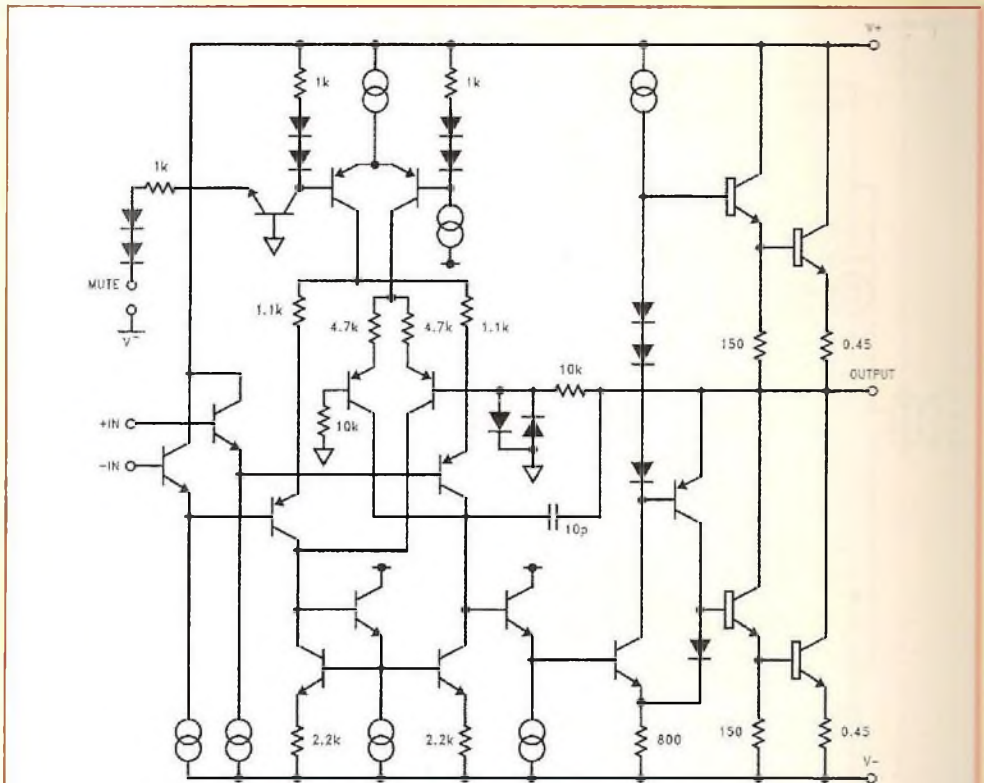 V+
1k
1k
1k
MUTE
V-
1.1k
4.7k
4.7k
1.1k
150
0.45
10k
OUTPUT
10k
+IN
-IN
10p
2.2k
2.2k
800
150
0.45
V-